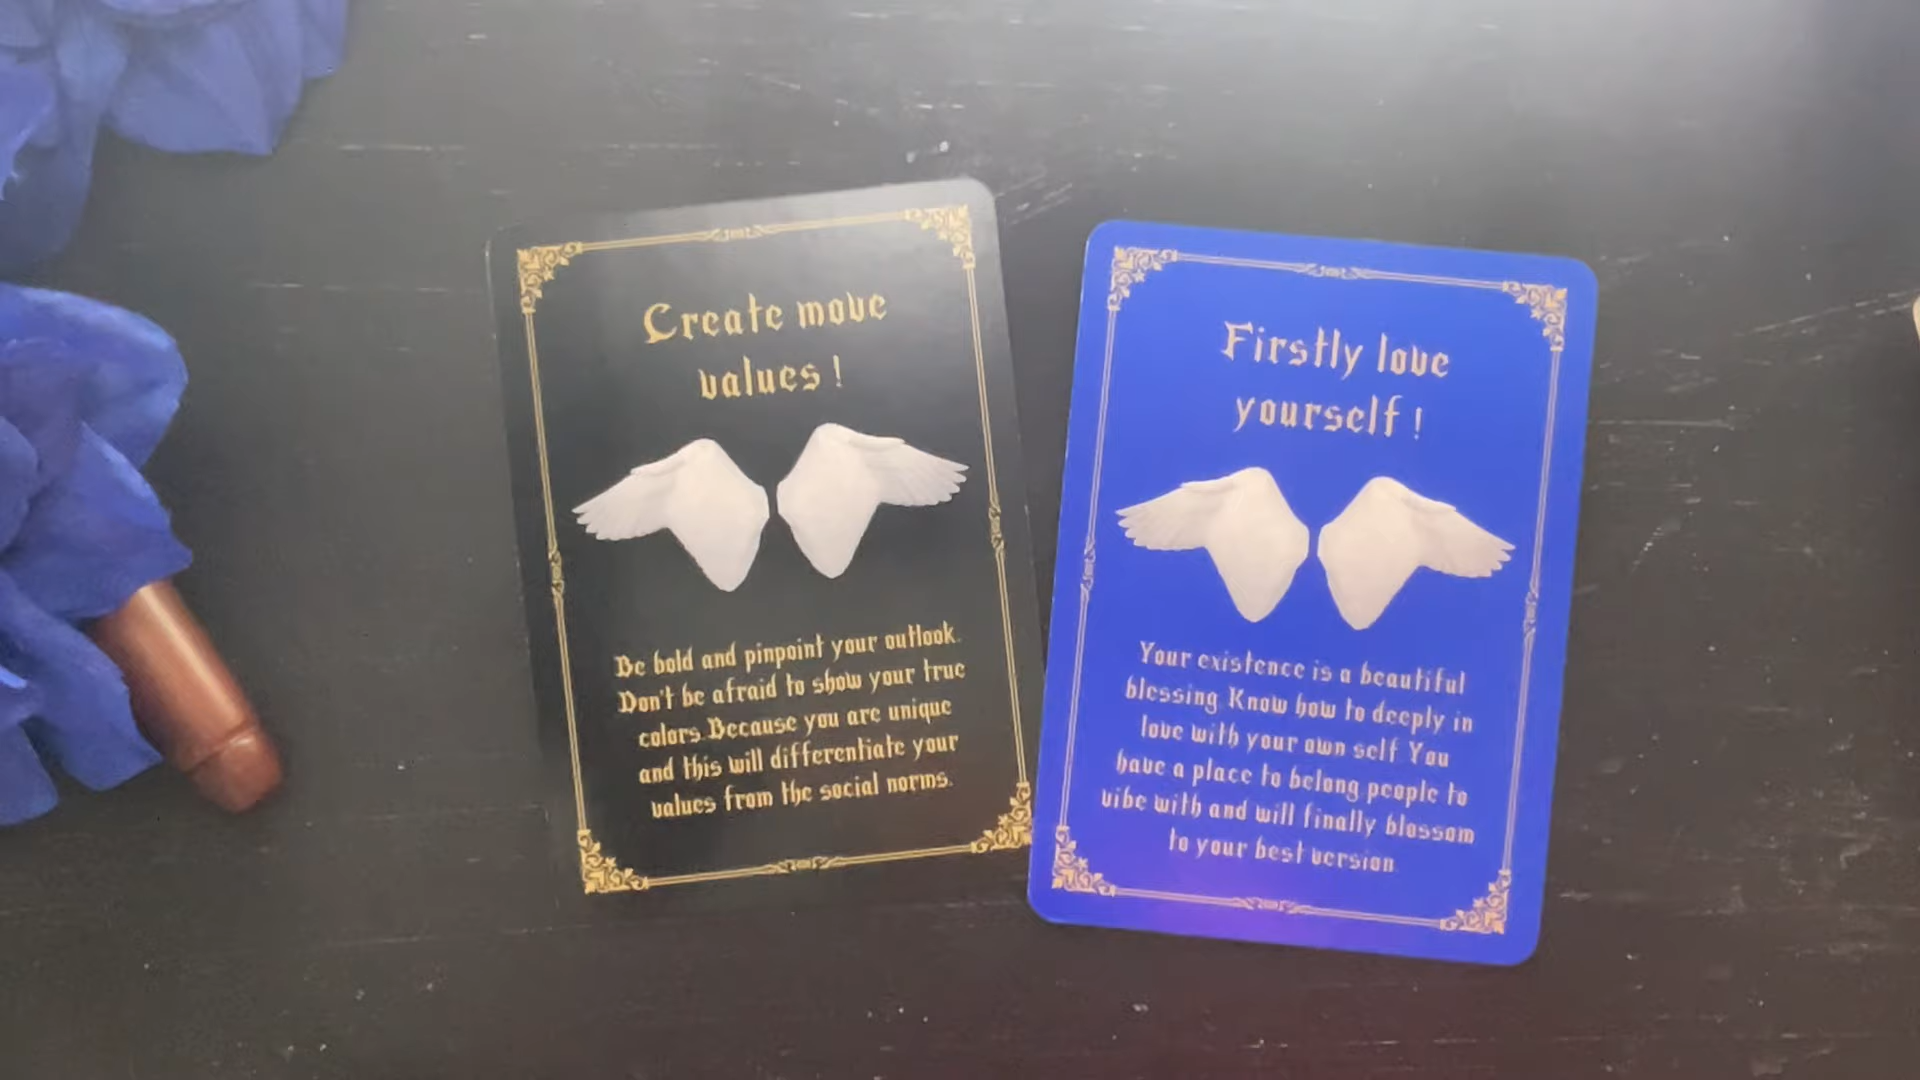 Create move
values !
Be bold and pinpoint your outlook.
Don't be afraid to show your true
colors. Because you are unique
and this will differentiate your
values from the social norms.
Firstly love
yourself !
Your existence is a beautiful
blessing Know how to deeply in
love with your own self You
have a place to belong people to
vibe with and will finally blossom
to your best version